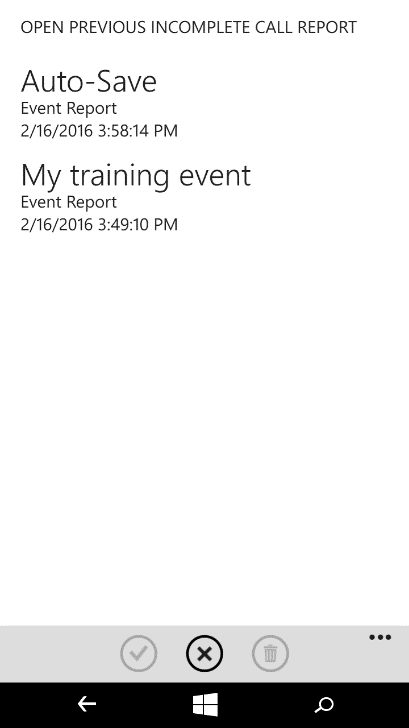 OPEN PREVIOUS INCOMPLETE CALL REPORT
Auto-Save
Event Report
2/16/2016 3:58:14 PM
My training event
Event Report
2/16/2016 3:49:10 PM